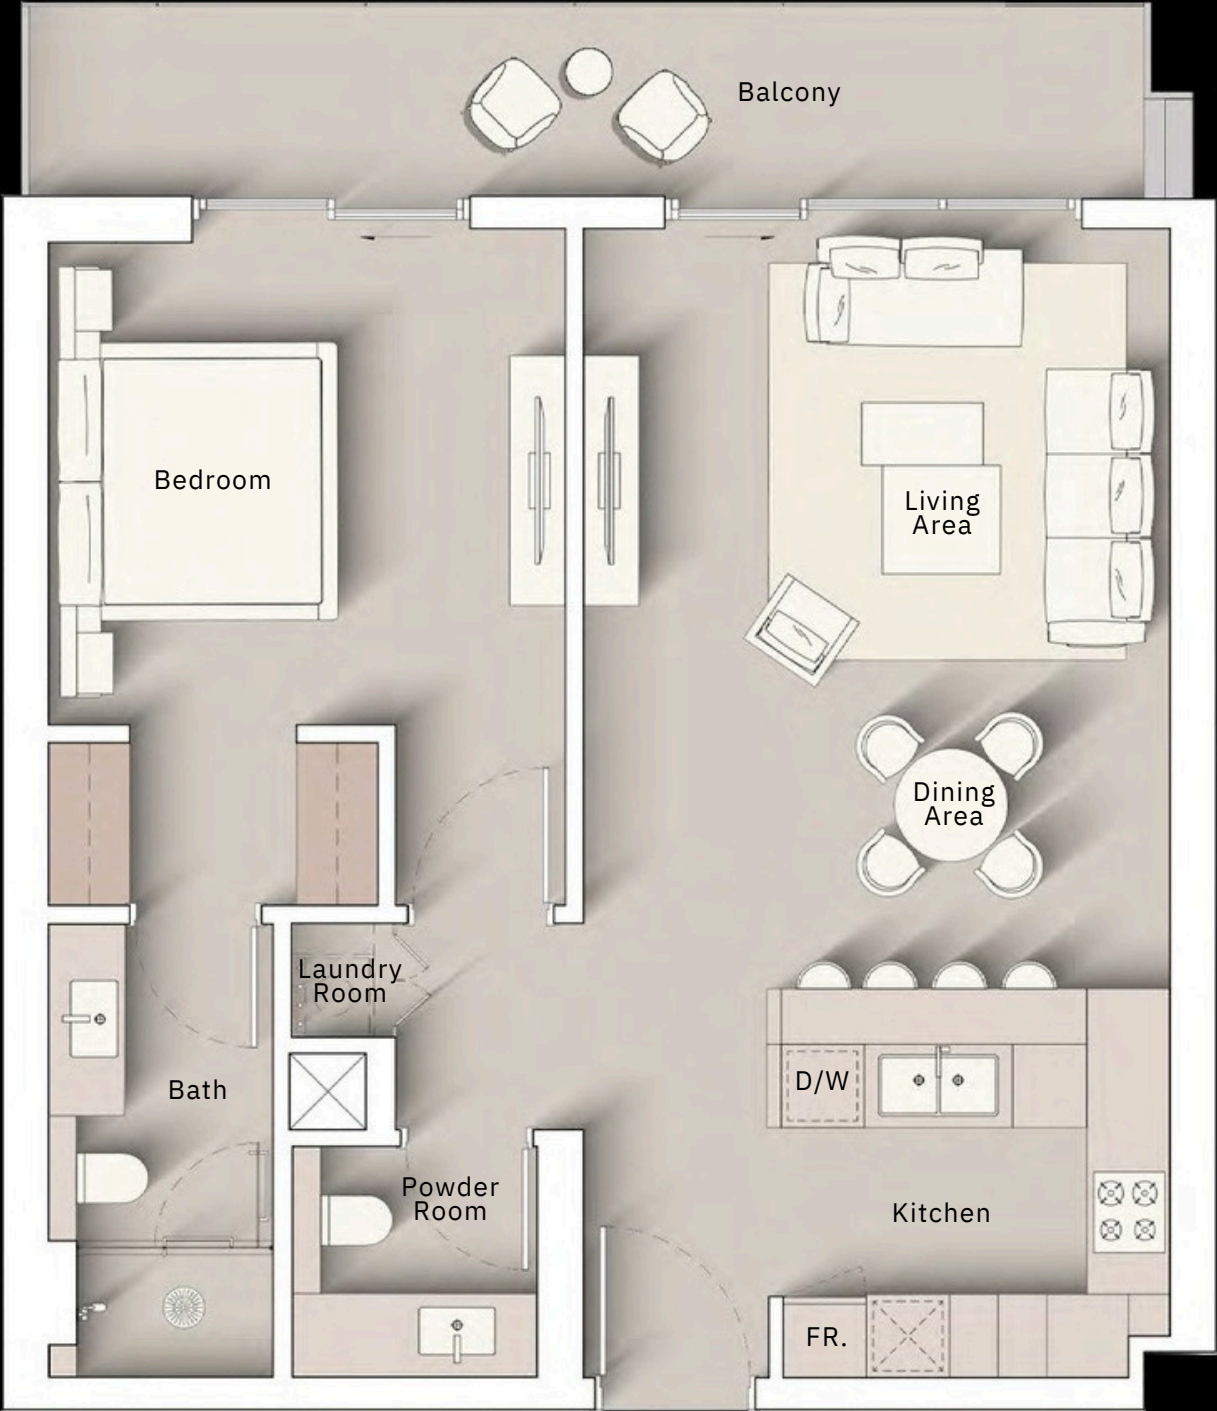 Balcony
Bedroom
Living
Area
Dining
Area
Laundry
Room
D/W
Bath
Powder
Room
Kitchen
FR.